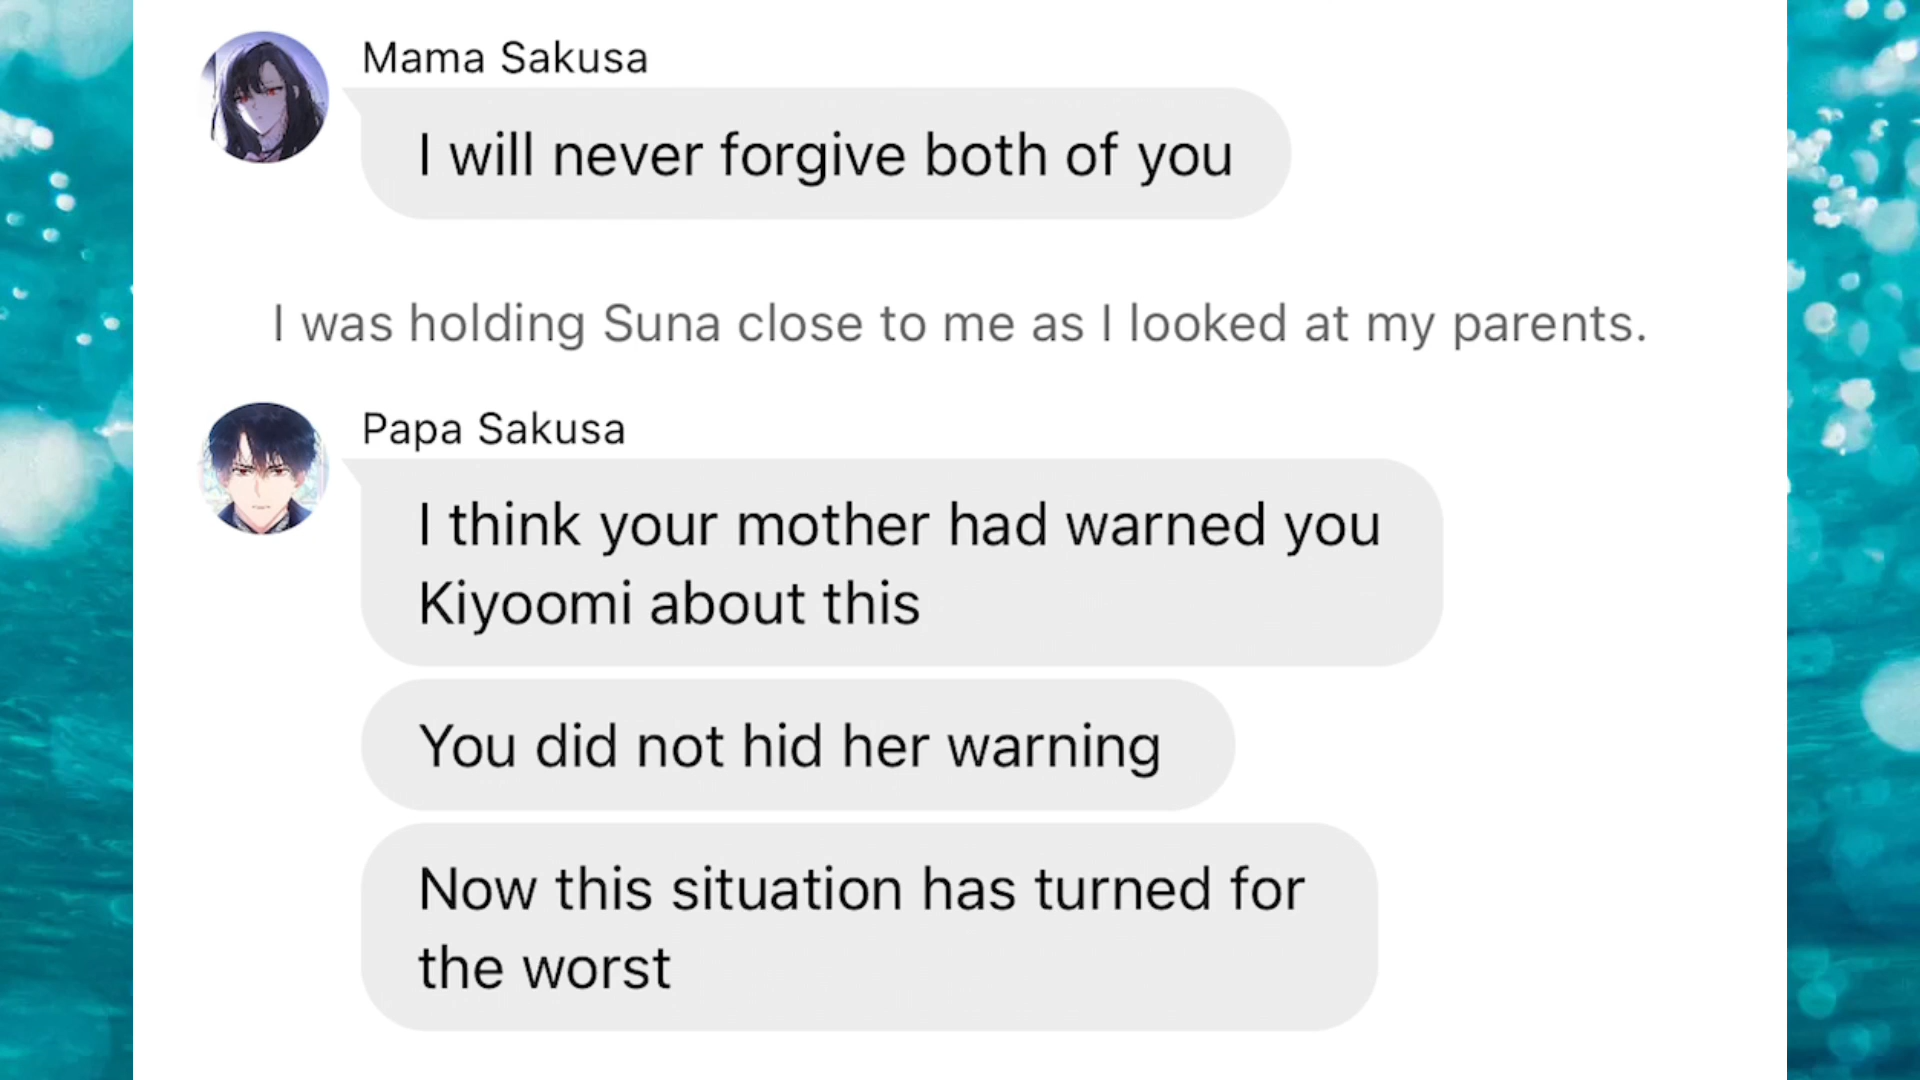 Mama Sakusa
I will never forgive both of you
I was holding Suna close to me as I looked at my parents.
Papa Sakusa
I think your mother had warned you
Kiyoomi about this
You did not hid her warning
Now this situation has turned for
the worst